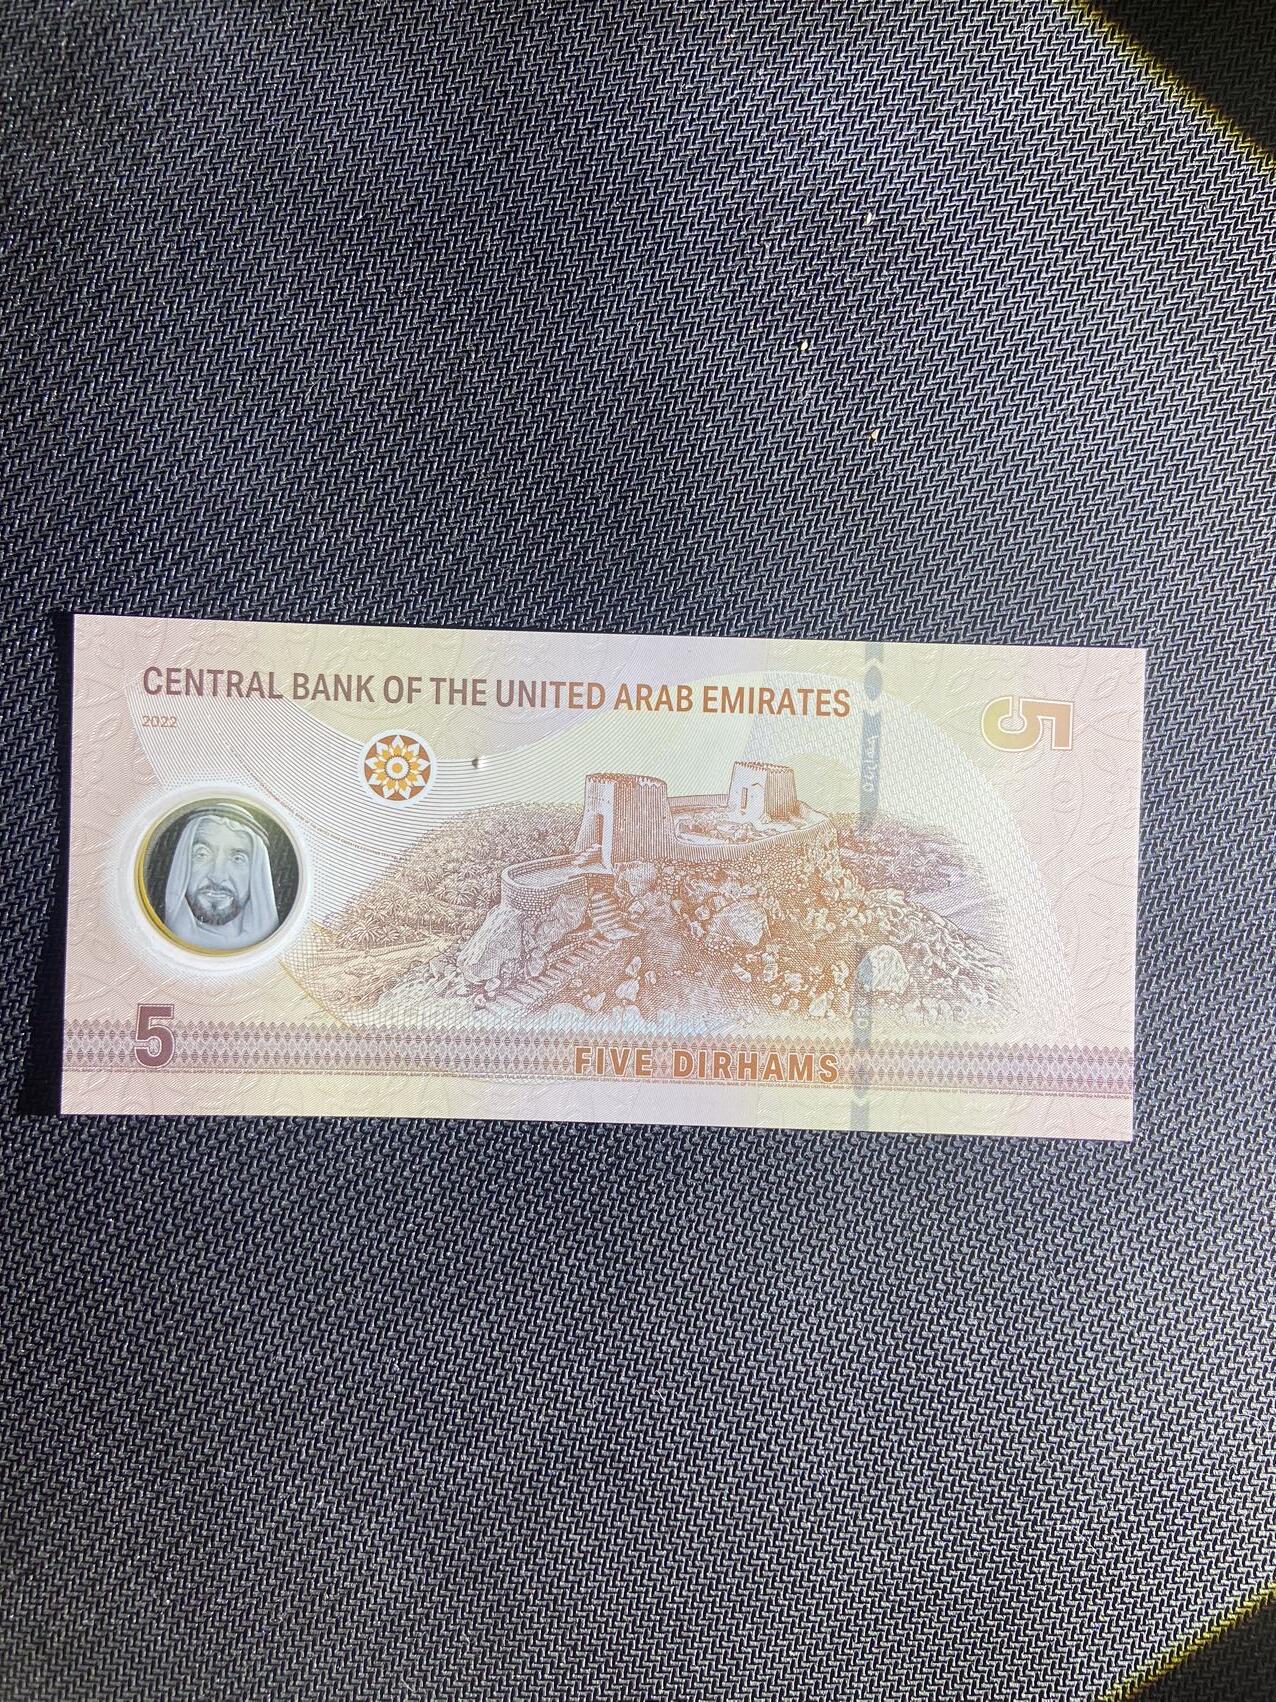 CENTRAL BANK OF THE UNITED ARAB EMIRATES
2022
5
5
FIVE DIRHAMS